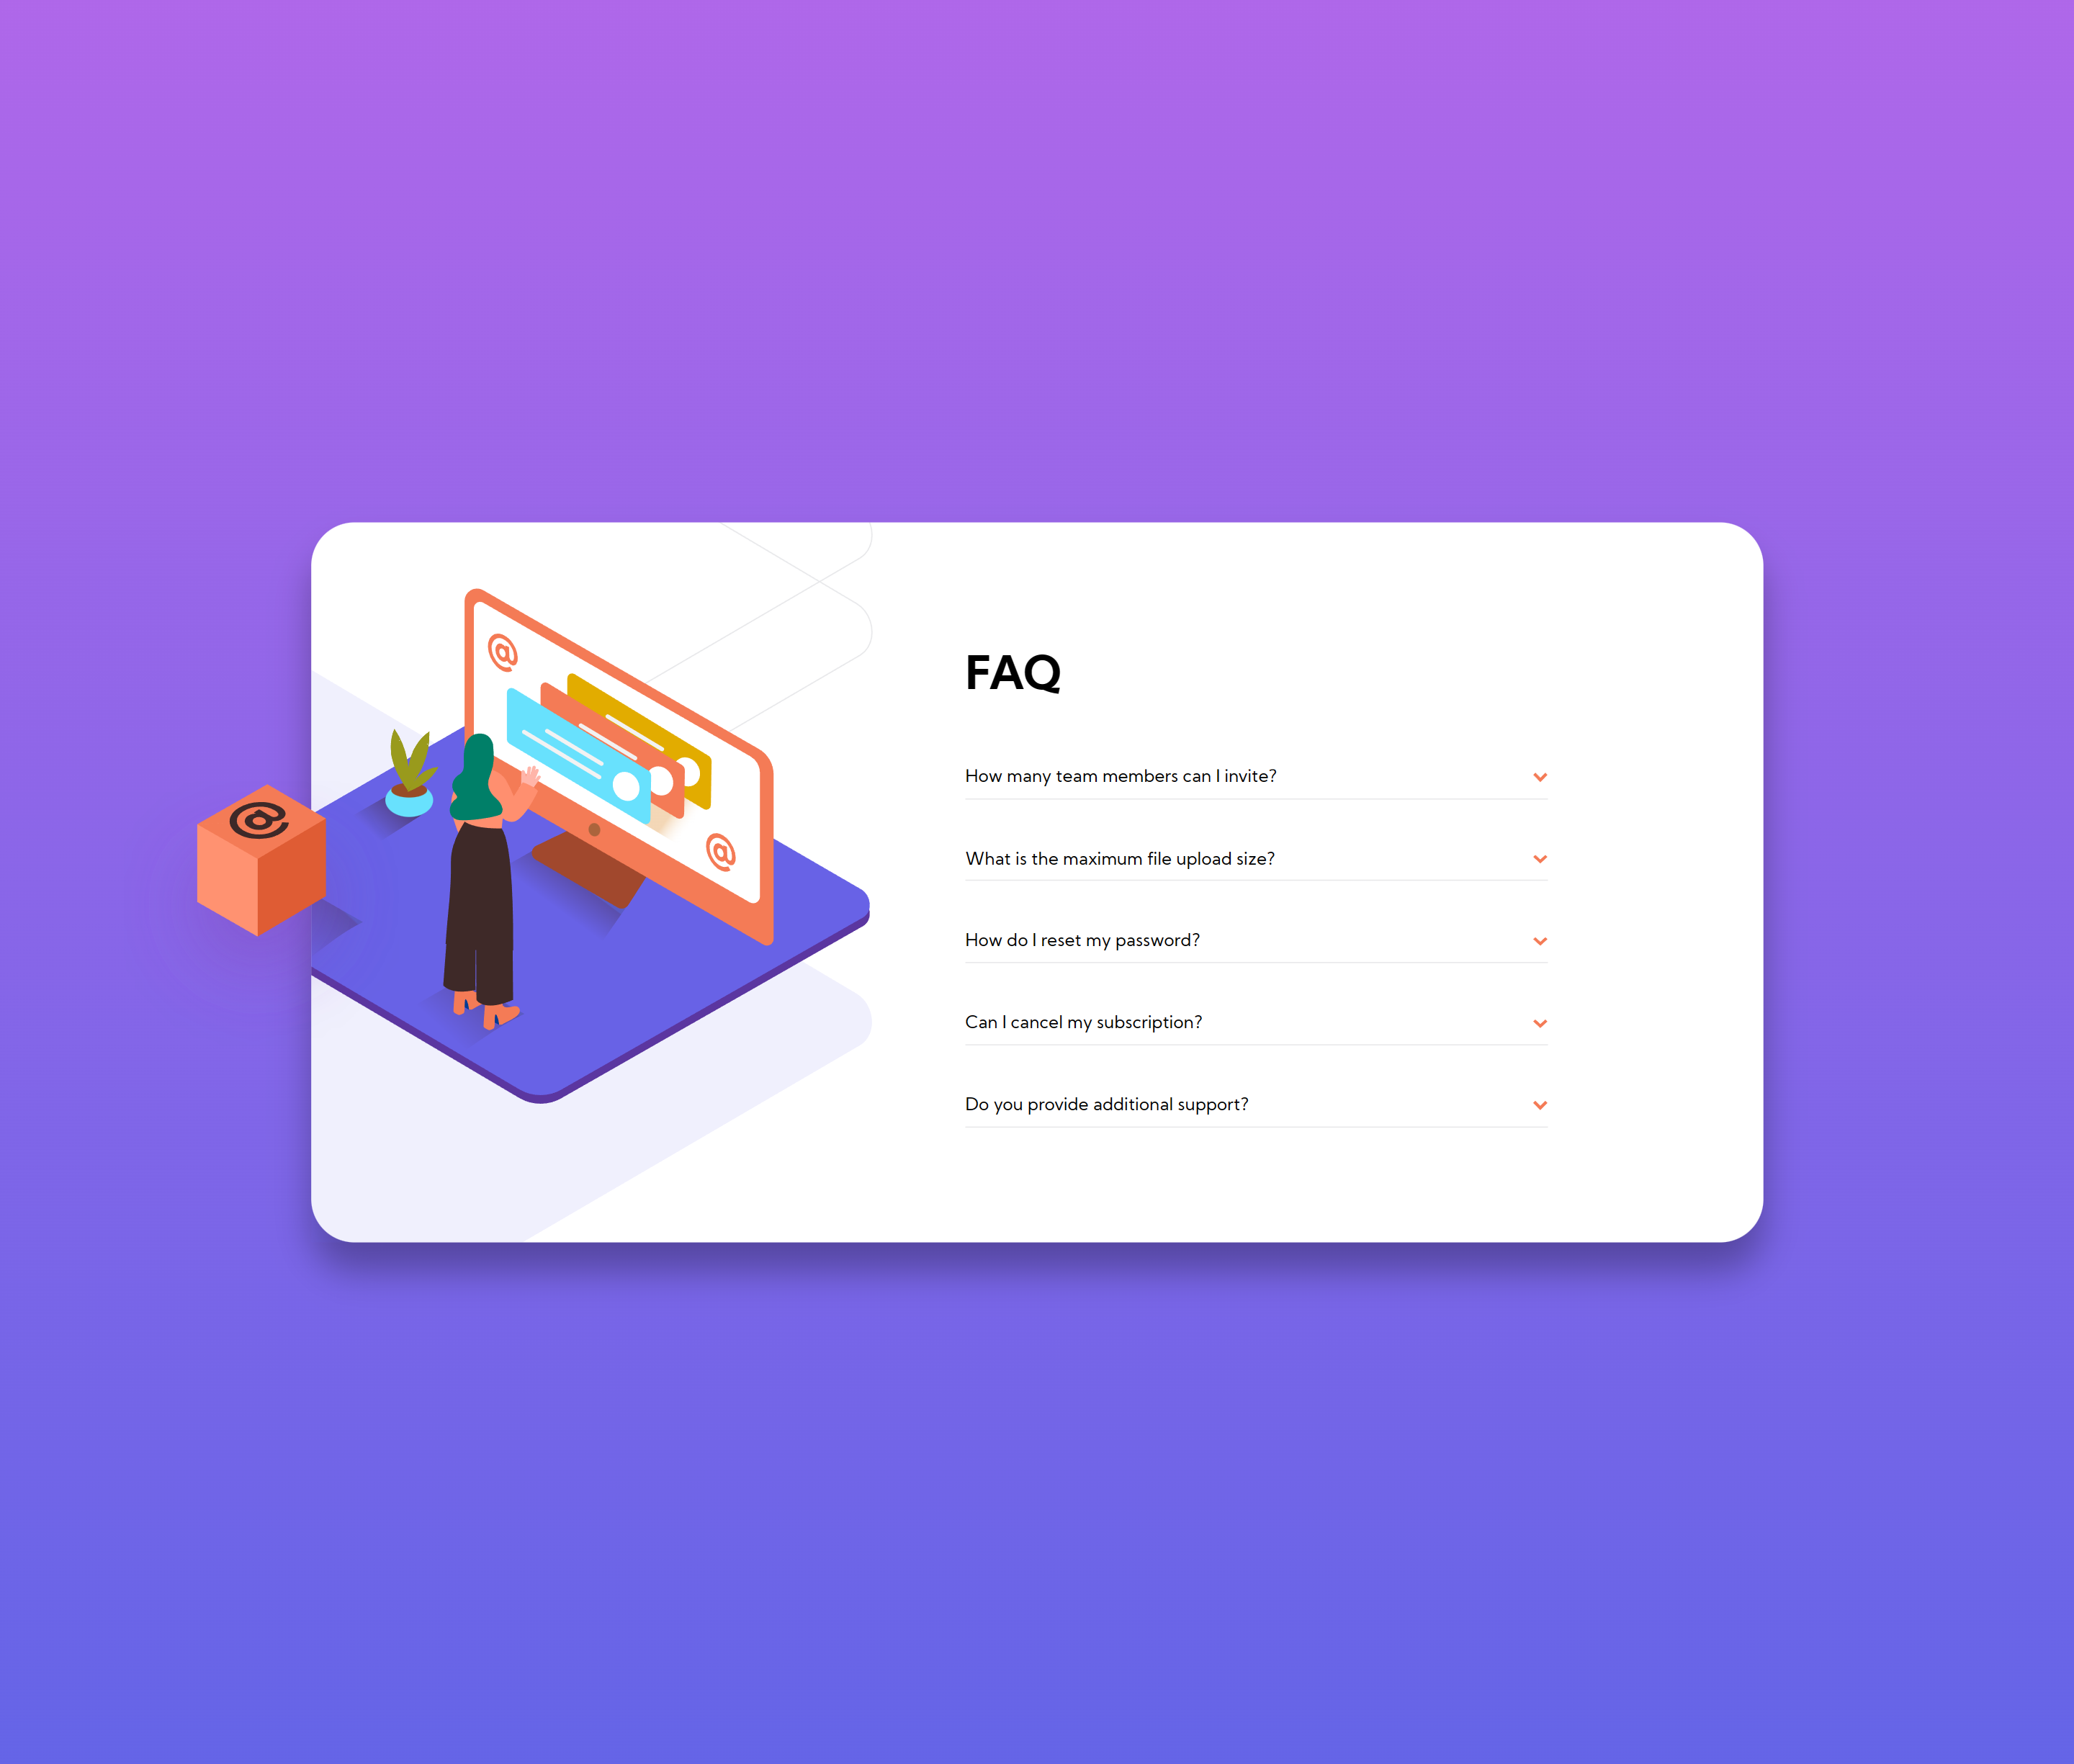 @
@
@
FAQ
How many team members can I invite?
What is the maximum file upload size?
How do I reset my password?
Can I cancel my subscription?
Do you provide additional support?